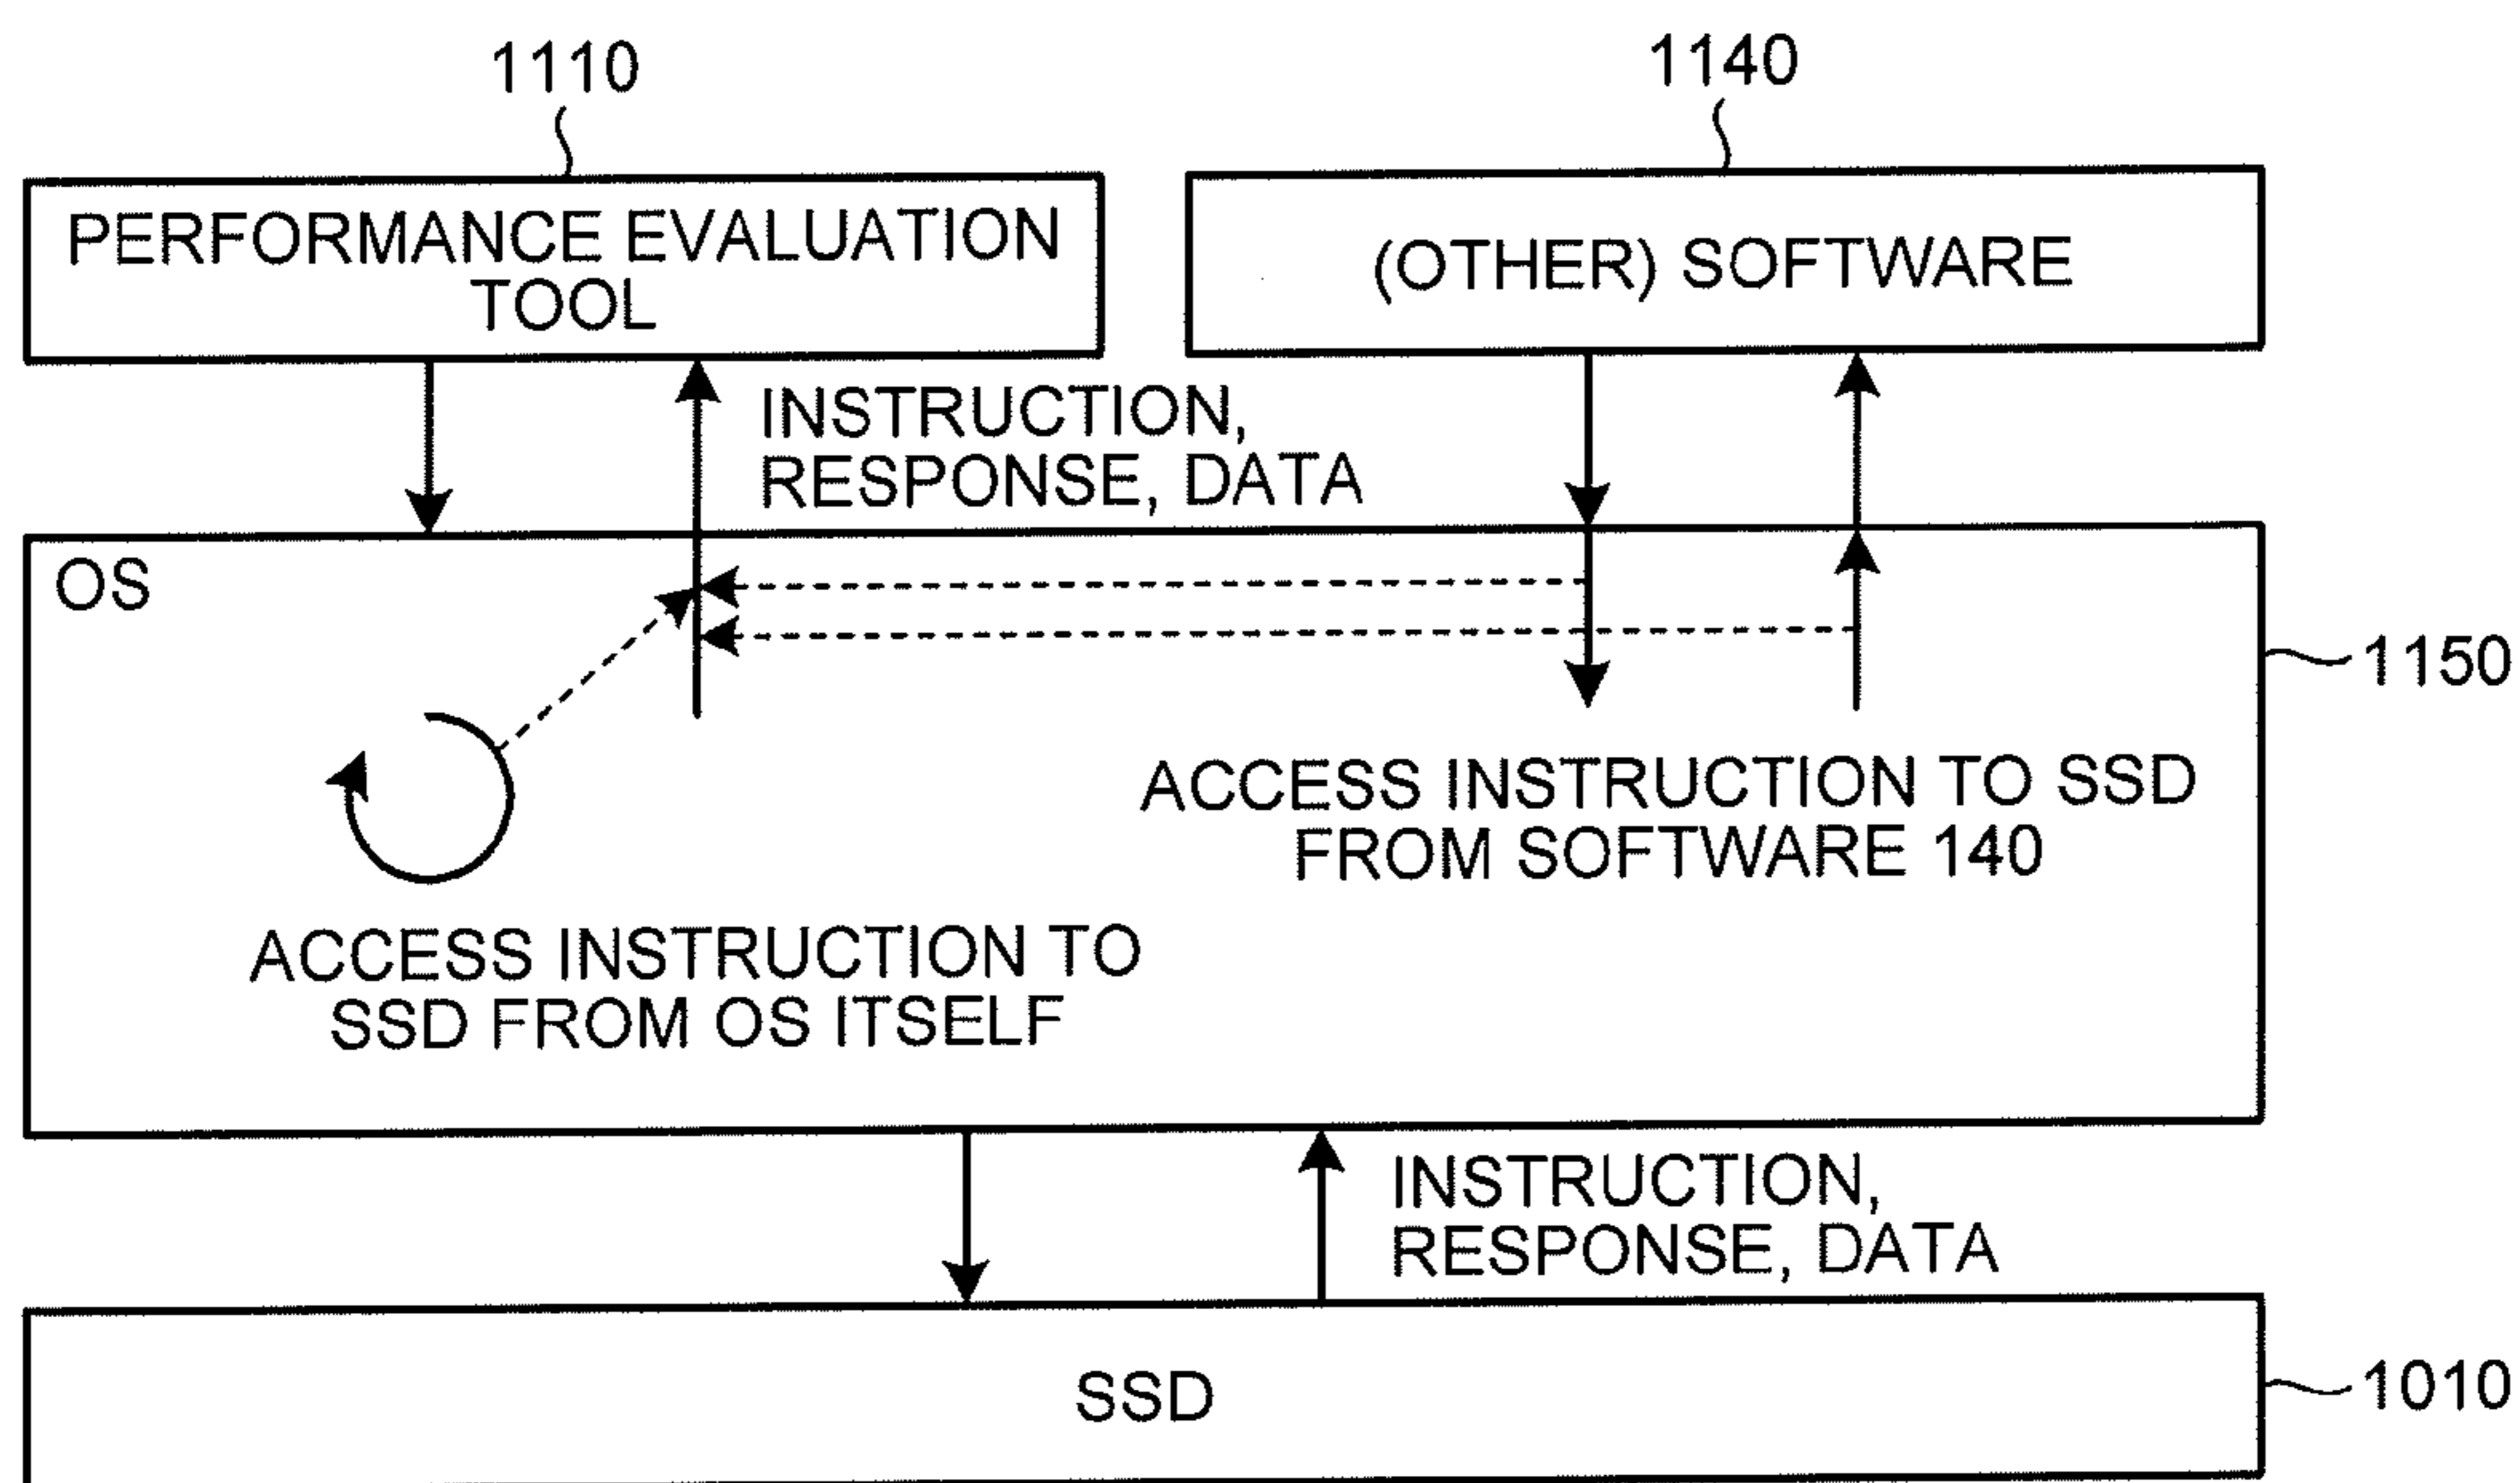 1110
1140
PERFORMANCE EVALUATION
TOOL
(OTHER) SOFTWARE
INSTRUCTION,
RESPONSE, DATA
OS
1150
ACCESS INSTRUCTION TO SSD
FROM SOFTWARE 140
ACCESS INSTRUCTION TO
SSD FROM OS ITSELF
INSTRUCTION,
RESPONSE, DATA
SSD
1010